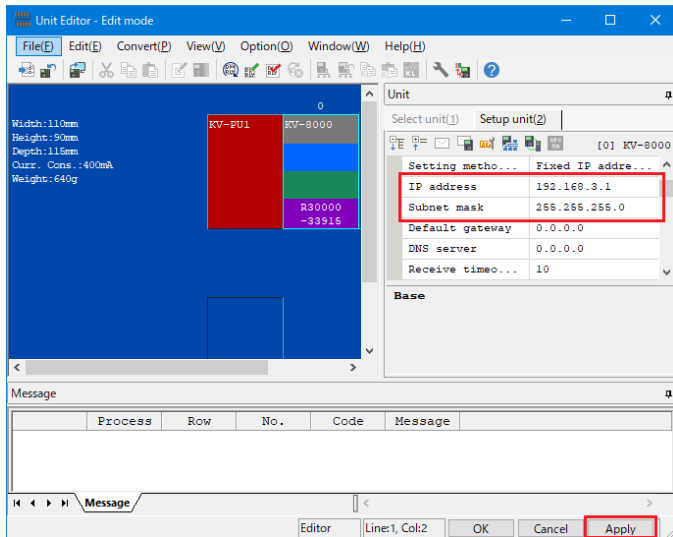 Unit Editor - Edit mode
File(F) Edit(E) Convert(P) View(V) Option(O) Window(W) Help(H)
0
Width:110mm
Height:90mm
Depth:115mm
Curr. Cons.:400mA
Weight:640g
KV-PU1 KV-8000
R30000
-33915
Unit
Select unit(1) Setup unit(2)
[0] KV-8000
Setting metho... Fixed IP addre...
IP address 192.168.3.1
Subnet mask 255.255.255.0
Default gateway 0.0.0.0
DNS server 0.0.0.0
Receive timeo... 10
Base
Message
Process Row No. Code Message
Message
Editor Line:1, Col:2 OK Cancel Apply